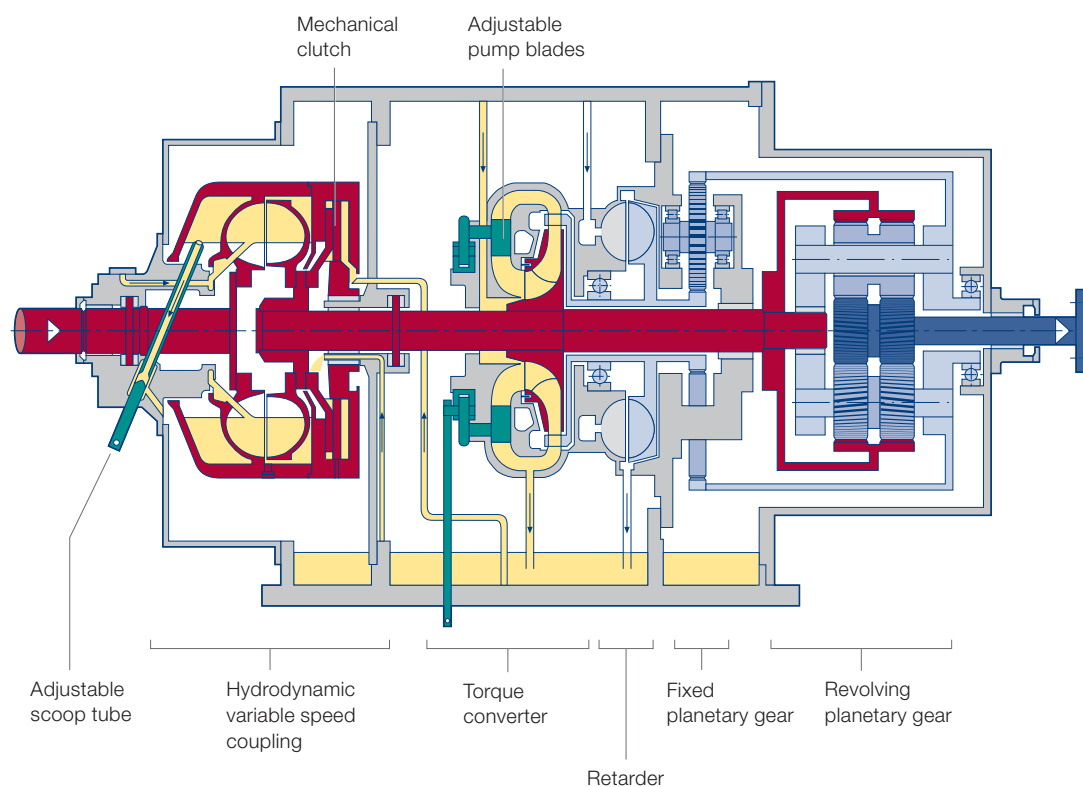 Mechanical
clutch
Adjustable
pump blades
Adjustable
scoop tube
Hydrodynamic
variable speed
coupling
Torque
converter
Retarder
Fixed
planetary gear
Revolving
planetary gear